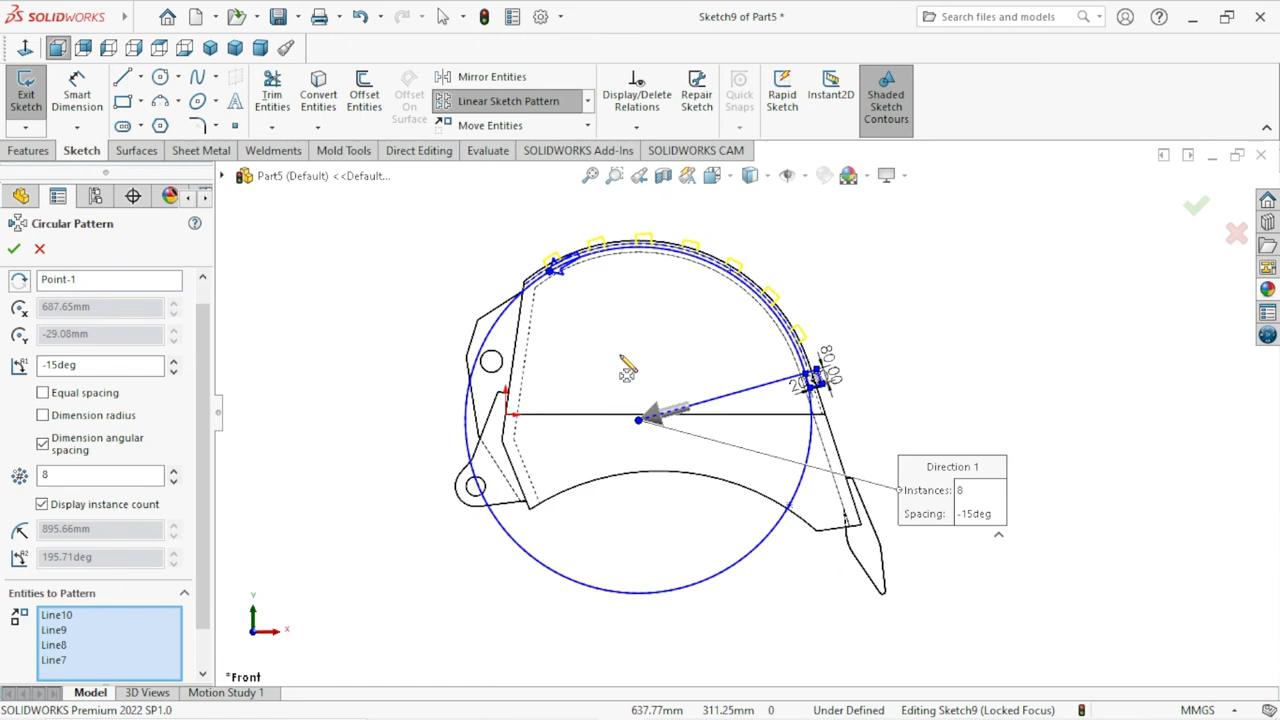 SOLIDWORKS
Sketch9 of Part5 *
Search files and models
Exit Sketch
Smart Dimension
Trim Entities
Convert Entities
Offset Entities
Offset On Surface
Mirror Entities
Linear Sketch Pattern
Move Entities
Display/Delete Relations
Repair Sketch
Quick Snaps
Rapid Sketch
Instant2D
Shaded Sketch Contours
Features
Sketch
Surfaces
Sheet Metal
Weldments
Mold Tools
Direct Editing
Evaluate
SOLIDWORKS Add-Ins
SOLIDWORKS CAM
Part5 (Default) <<Default...
Circular Pattern
Point-1
687.65mm
-29.08mm
-15deg
Equal spacing
Dimension radius
Dimension angular spacing
8
Display instance count
895.66mm
195.71deg
Entities to Pattern
Line10
Line9
Line8
Line7
80.00
Direction 1
Instances: 8
Spacing: -15deg
Y
X
*Front
Model
3D Views
Motion Study 1
SOLIDWORKS Premium 2022 SP1.0
637.77mm
311.25mm
0
Under Defined
Editing Sketch9 (Locked Focus)
MMGS